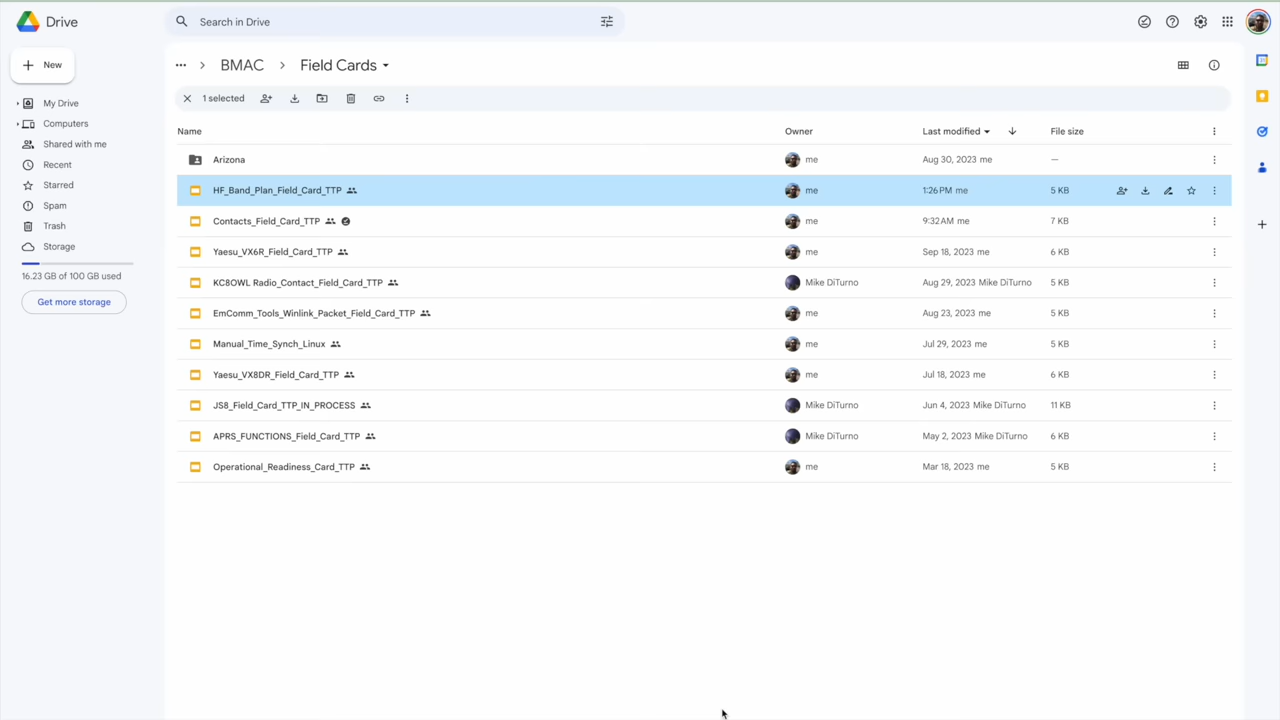 Drive
Search in Drive
New
My Drive
Computers
Shared with me
Recent
Starred
Spam
Trash
Storage
16.23 GB of 100 GB used
Get more storage
BMAC > Field Cards
1 selected
Name Owner Last modified File size
Arizona me Aug 30, 2023 me —
HF_Band_Plan_Field_Card_TTP me 1:26 PM me 5 KB
Contacts_Field_Card_TTP me 9:32 AM me 7 KB
Yaesu_VX6R_Field_Card_TTP me Sep 18, 2023 me 6 KB
KC8OWL Radio_Contact_Field_Card_TTP Mike DiTurno Aug 29, 2023 Mike DiTurno 5 KB
EmComm_Tools_Winlink_Packet_Field_Card_TTP me Aug 23, 2023 me 5 KB
Manual_Time_Synch_Linux me Jul 29, 2023 me 5 KB
Yaesu_VX8DR_Field_Card_TTP me Jul 18, 2023 me 6 KB
JS8_Field_Card_TTP_IN_PROCESS Mike DiTurno Jun 4, 2023 Mike DiTurno 11 KB
APRS_FUNCTIONS_Field_Card_TTP Mike DiTurno May 2, 2023 Mike DiTurno 6 KB
Operational_Readiness_Card_TTP me Mar 18, 2023 me 5 KB